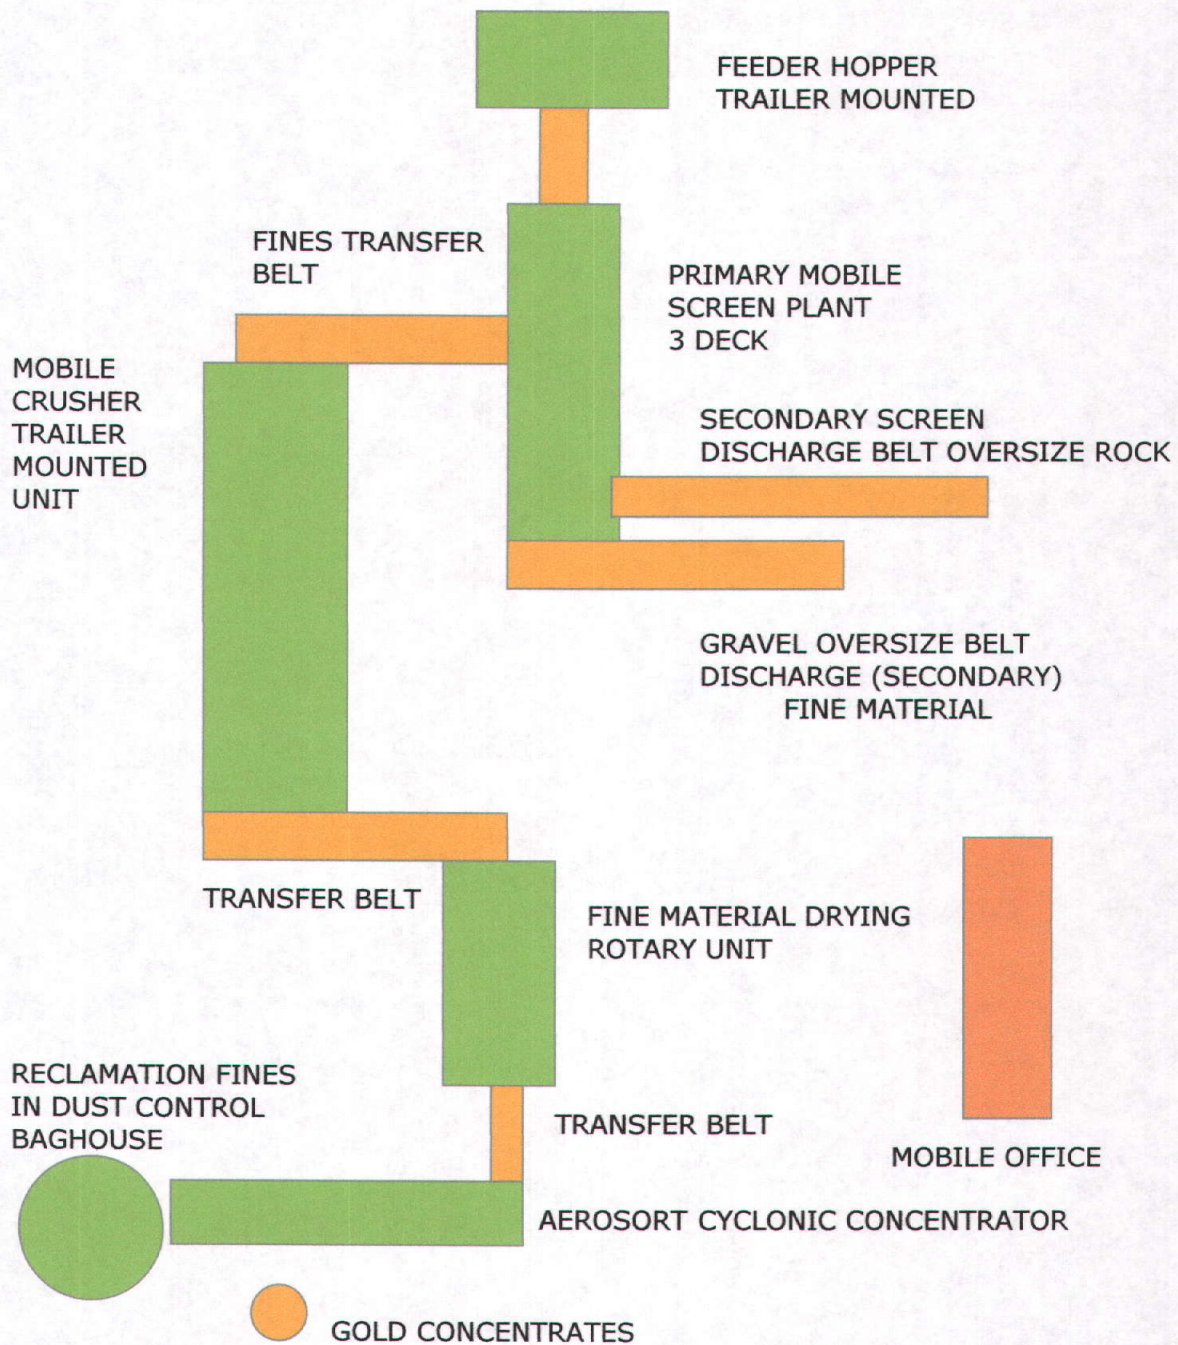 FEEDER HOPPER
TRAILER MOUNTED
FINES TRANSFER
BELT
PRIMARY MOBILE
SCREEN PLANT
3 DECK
MOBILE
CRUSHER
TRAILER
MOUNTED
UNIT
SECONDARY SCREEN
DISCHARGE BELT OVERSIZE ROCK
GRAVEL OVERSIZE BELT
DISCHARGE (SECONDARY)
FINE MATERIAL
TRANSFER BELT
FINE MATERIAL DRYING
ROTARY UNIT
RECLAMATION FINES
IN DUST CONTROL
BAGHOUSE
TRANSFER BELT
MOBILE OFFICE
AEROSORT CYCLONIC CONCENTRATOR
GOLD CONCENTRATES